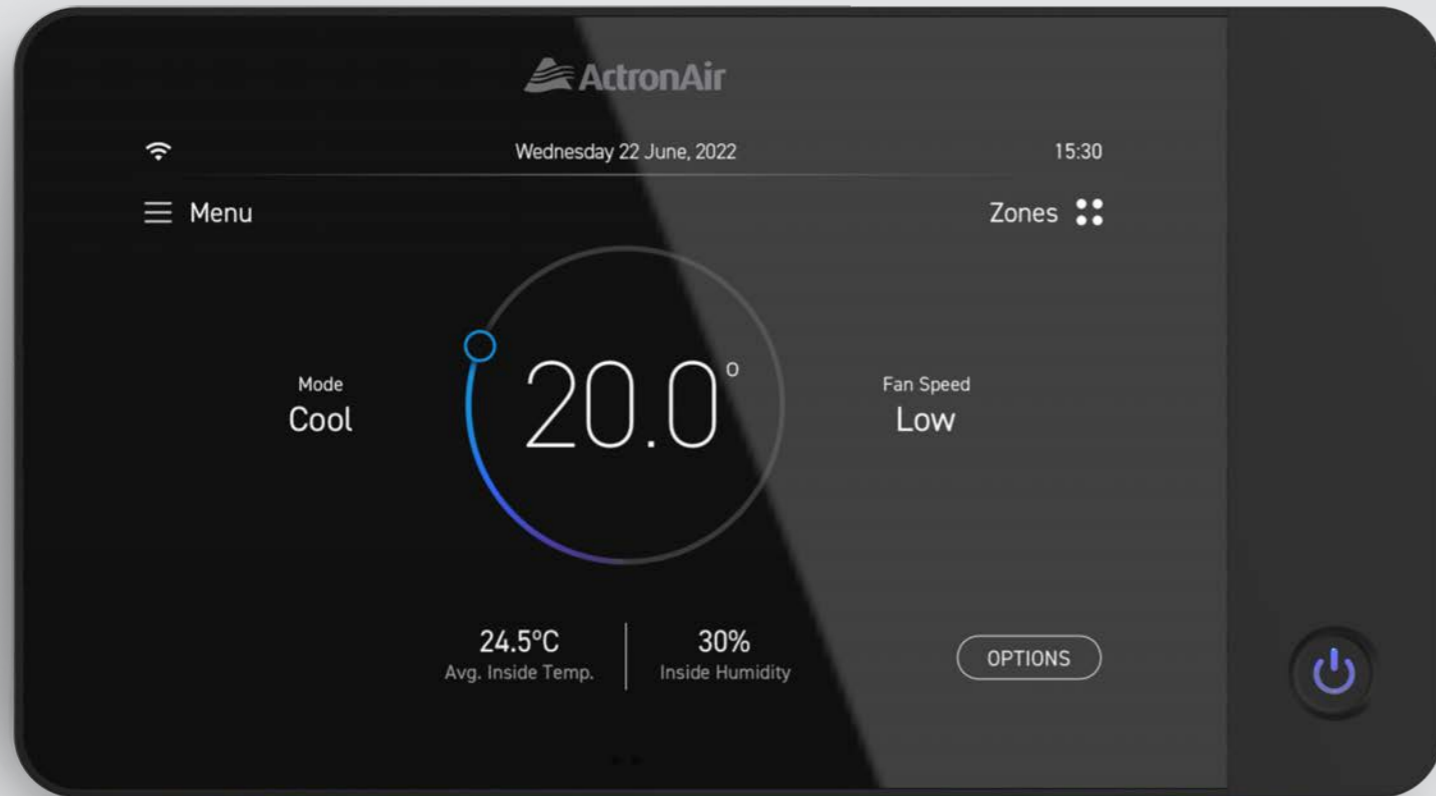 ActronAir
Wednesday 22 June, 2022 15:30
Menu Zones
Mode
Cool
20.0°
Fan Speed
Low
24.5°C
Avg. Inside Temp.
30%
Inside Humidity
OPTIONS